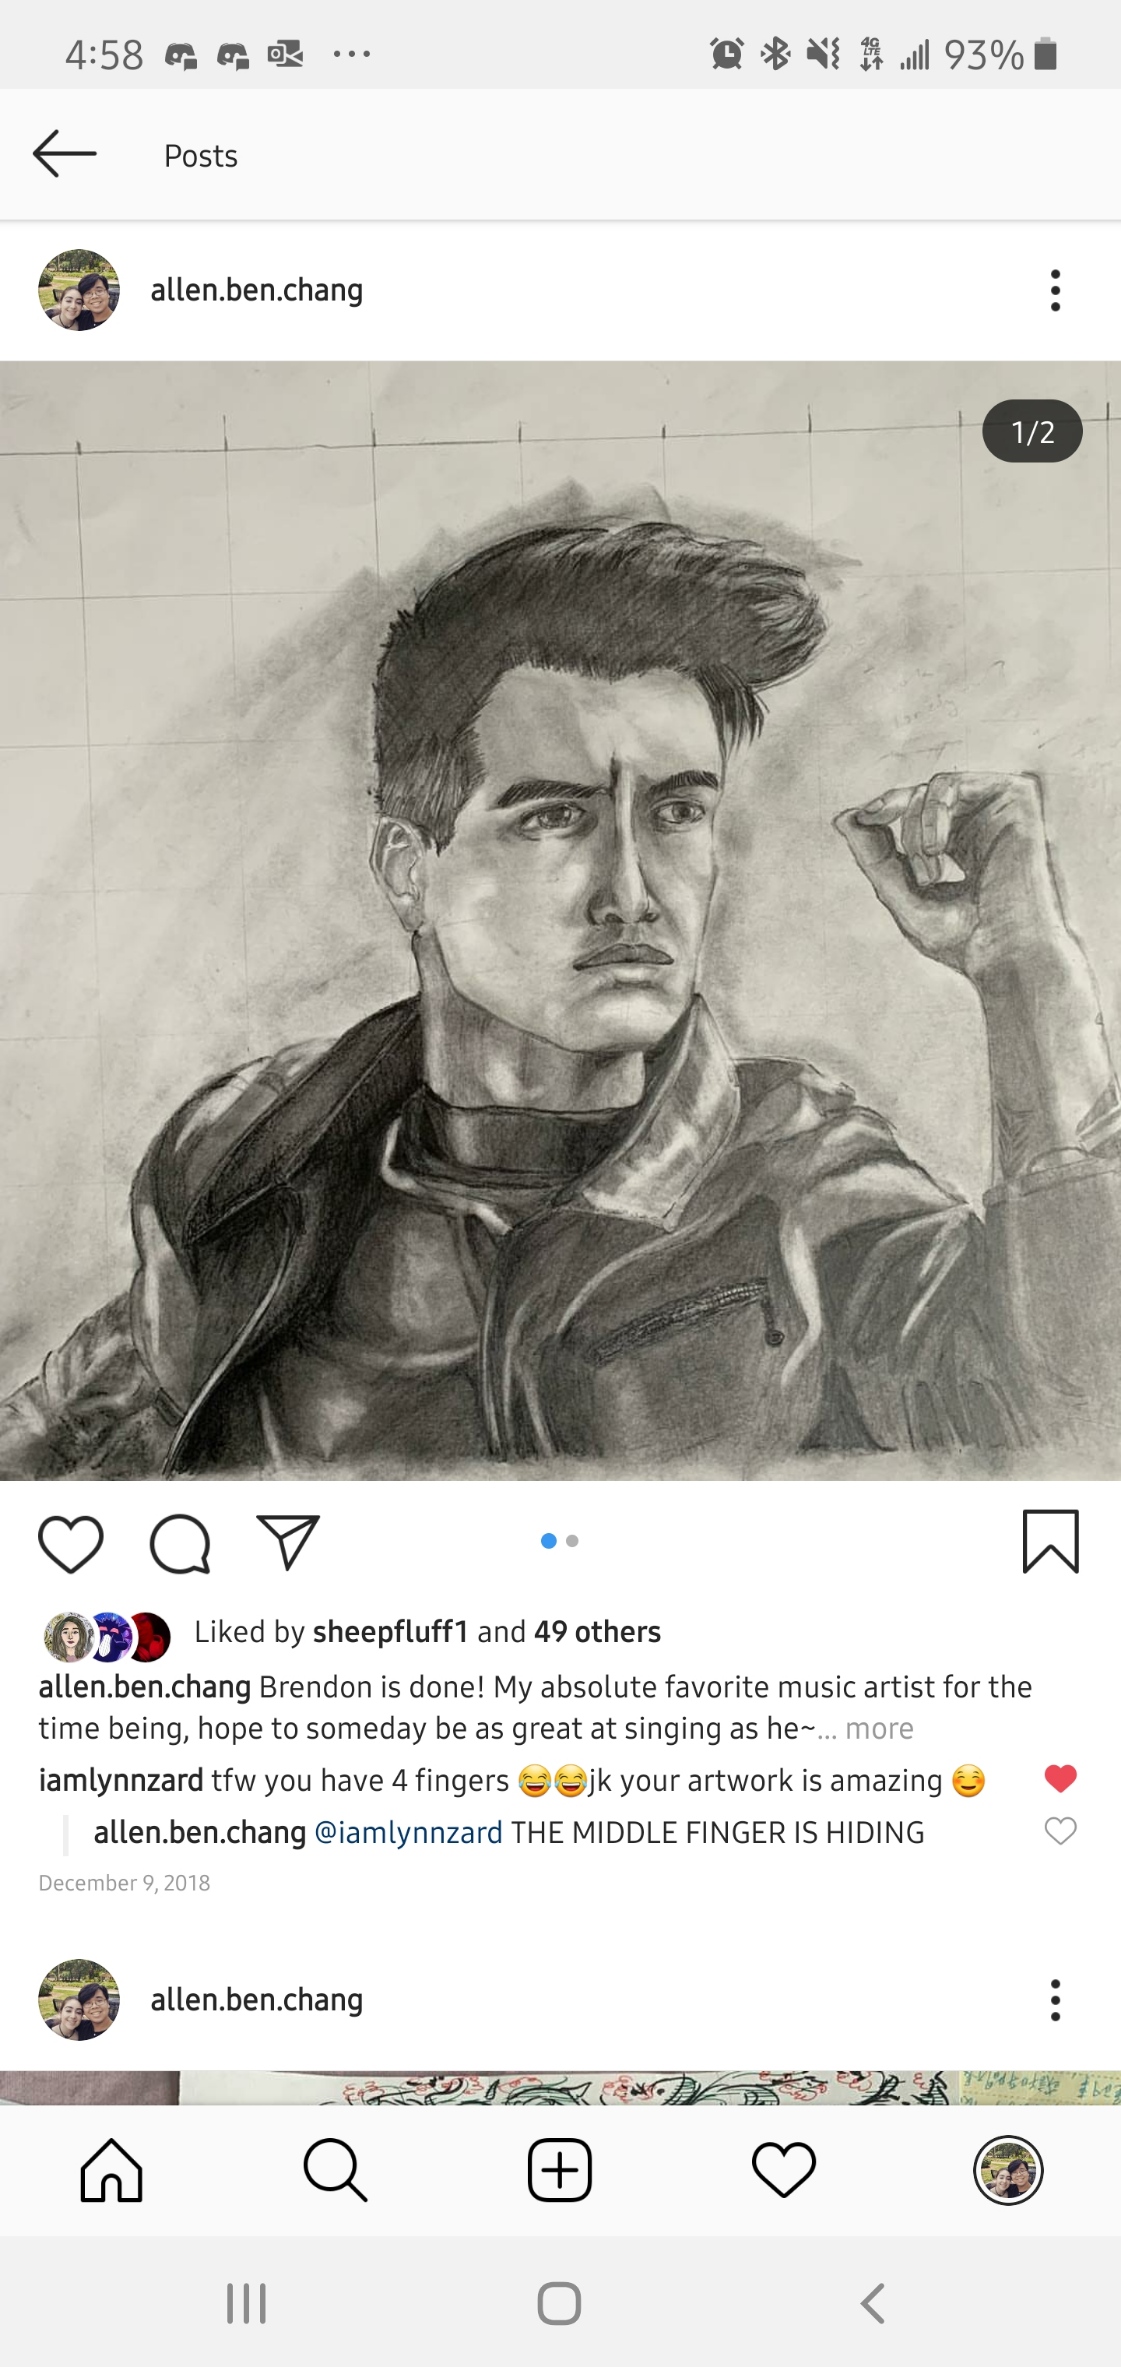 4:58 ... 4G LTE 93%
Posts
allen.ben.chang
1/2
Liked by sheepfluff1 and 49 others
allen.ben.chang Brendon is done! My absolute favorite music artist for the
time being, hope to someday be as great at singing as he~... more
iamlynnzard tfw you have 4 fingers 😂😂jk your artwork is amazing ☺️
allen.ben.chang @iamlynnzard THE MIDDLE FINGER IS HIDING
December 9, 2018
allen.ben.chang